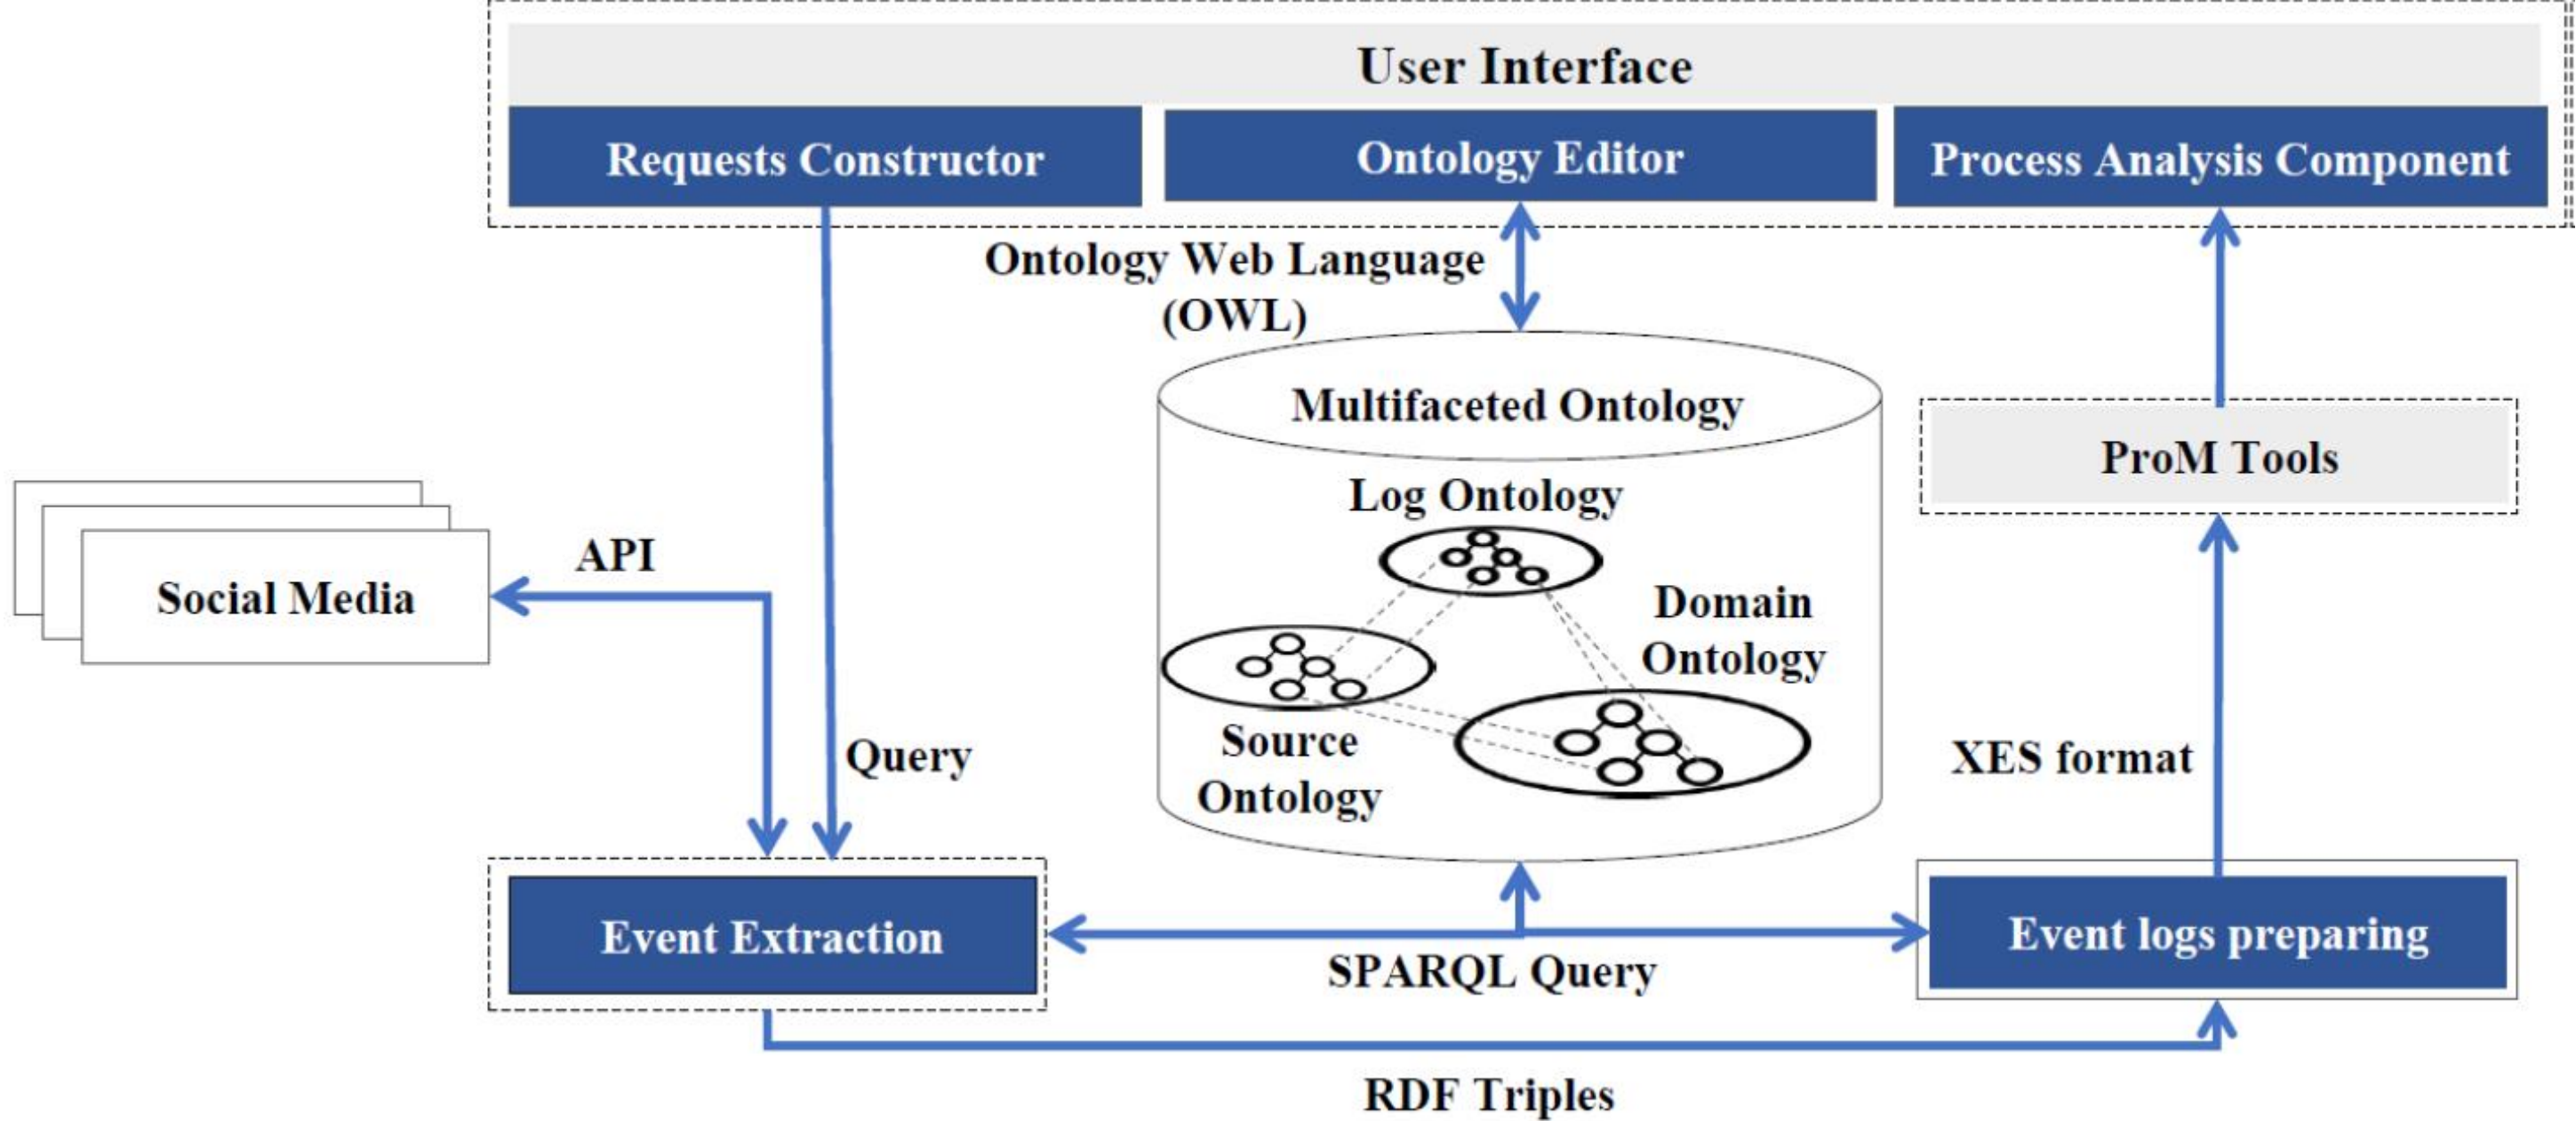 User Interface
Requests Constructor
Ontology Editor
Process Analysis Component
Ontology Web Language
(OWL)
Multifaceted Ontology
ProM Tools
Log Ontology
API
Social Media
Domain
Ontology
Source
Ontology
Query
XES format
Event Extraction
Event logs preparing
SPARQL Query
RDF Triples